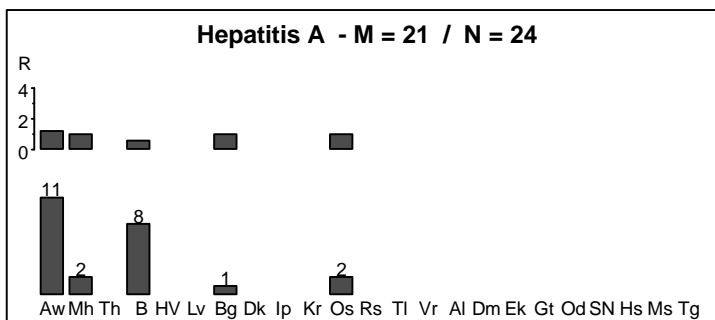 Hepatitis A - M = 21 / N = 24
R
4
2
0
11
8
2
1
2
Aw Mh Th B HV Lv Bg Dk Ip Kr Os Rs Tl Vr Al Dm Ek Gt Od SN Hs Ms Tg